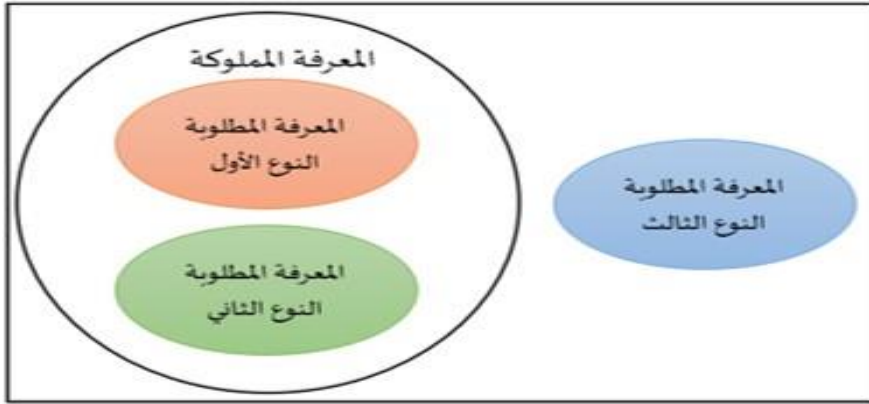 المعرفة المملوكة
المعرفة المطلوبة
النوع الأول
المعرفة المطلوبة
النوع الثالث
المعرفة المطلوبة
النوع الثاني